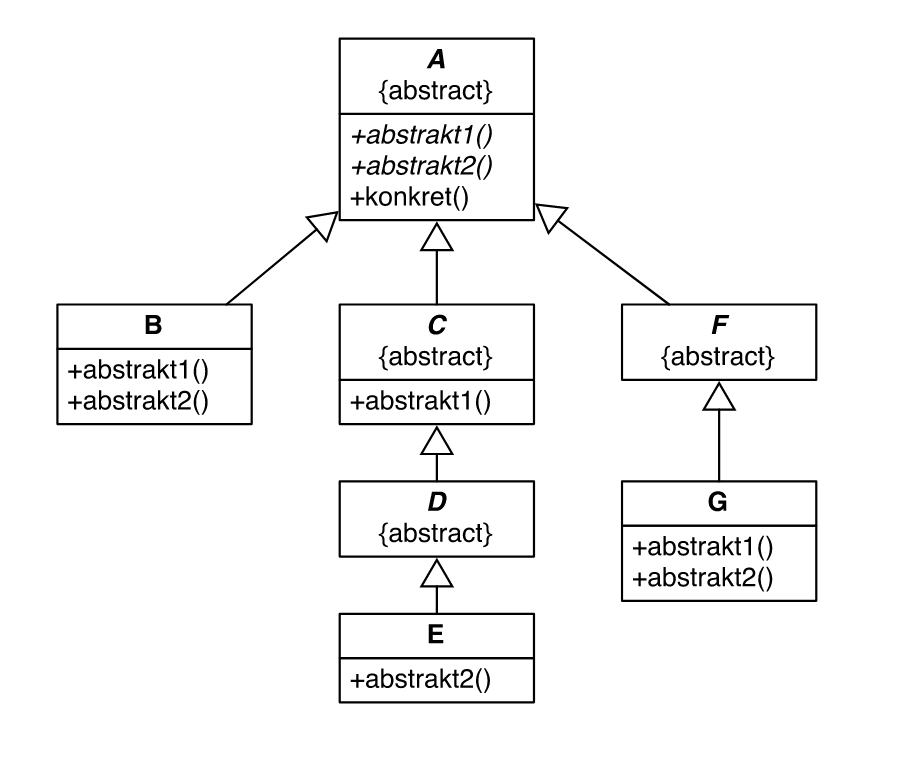 A
{abstract}
+abstrakt1()
+abstrakt2()
+konkret()
B
+abstrakt1()
+abstrakt2()
C
{abstract}
+abstrakt1()
F
{abstract}
D
{abstract}
G
+abstrakt1()
+abstrakt2()
E
+abstrakt2()